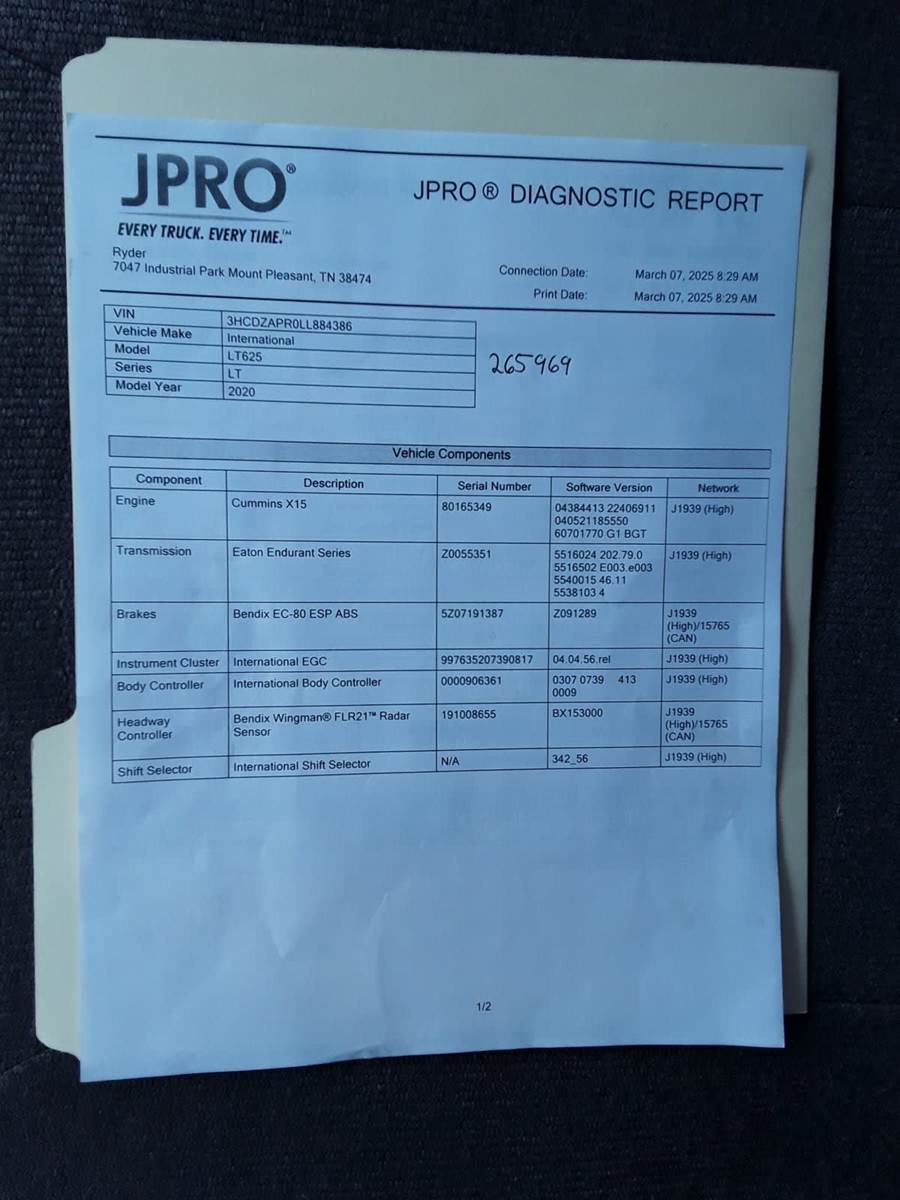 JPRO®
EVERY TRUCK. EVERY TIME.™
JPRO® DIAGNOSTIC REPORT
Ryder
7047 Industrial Park Mount Pleasant, TN 38474
Connection Date: March 07, 2025 8:29 AM
Print Date: March 07, 2025 8:29 AM
VIN 3HCDZAPR0LL884386
Vehicle Make International
Model LT625
Series LT
Model Year 2020
265969
Vehicle Components
Component Description Serial Number Software Version Network
Engine Cummins X15 80165349 04384413 22406911 J1939 (High)
040521185550
60701770 G1 BGT
Transmission Eaton Endurant Series Z0055351 5516024 202.79.0 J1939 (High)
5516502 E003.e003
5540015 46.11
5538103 4
Brakes Bendix EC-80 ESP ABS 5Z07191387 Z091289 J1939
(High)/15765
(CAN)
Instrument Cluster International EGC 997635207390817 04.04.56.rel J1939 (High)
Body Controller International Body Controller 0000906361 0307 0739 413 J1939 (High)
0009
Headway Bendix Wingman® FLR21™ Radar 191008655 BX153000 J1939
Controller Sensor (High)/15765
(CAN)
Shift Selector International Shift Selector N/A 342_56 J1939 (High)
1/2